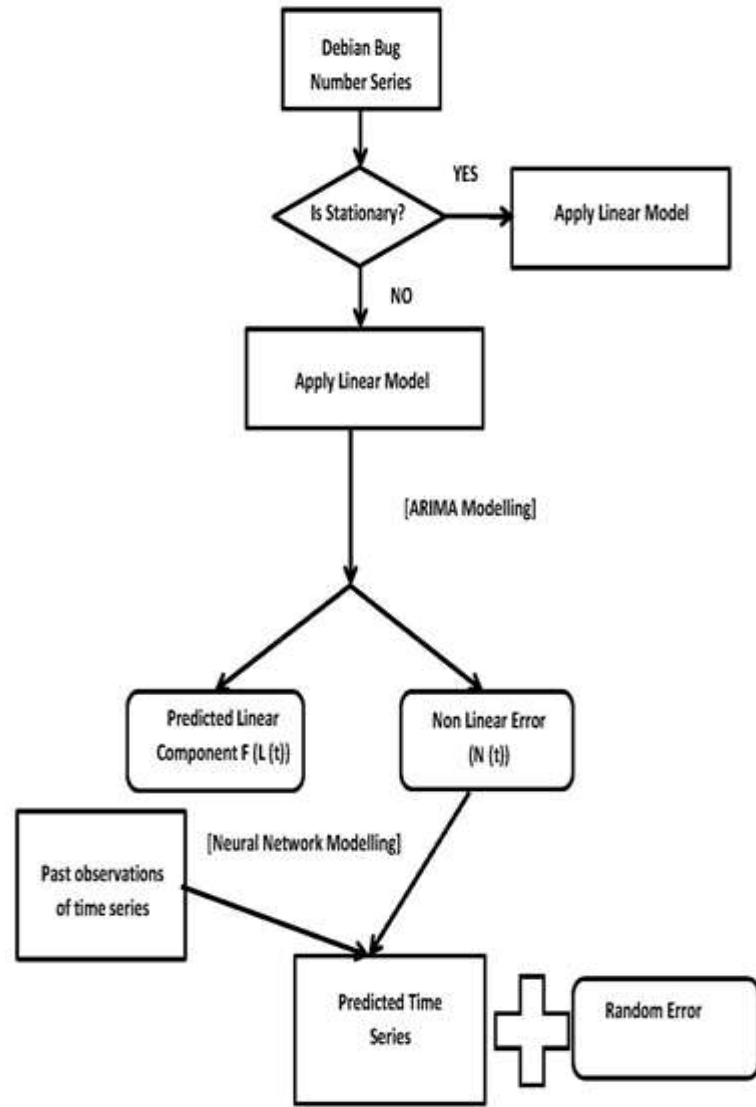 Debian Bug
Number Series
YES
Is Stationary?
Apply Linear Model
NO
Apply Linear Model
[ARIMA Modelling]
Predicted Linear
Component F (L (t))
Non Linear Error
(N (t))
[Neural Network Modelling]
Past observations
of time series
Predicted Time
Series
Random Error